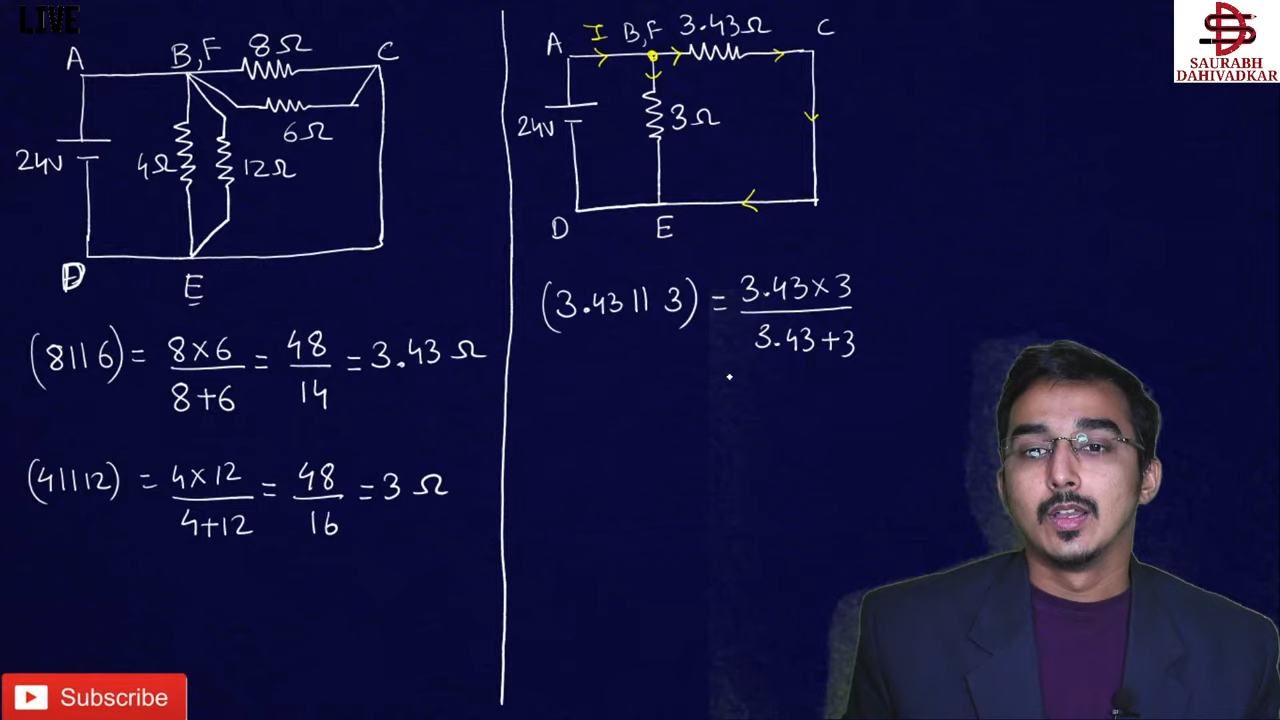 LIVE
A
B,F
8Ω
C
6Ω
24V
4Ω
12Ω
D
E
(8||6) = 8×6 / 8+6 = 48 / 14 = 3.43 Ω
(4||12) = 4×12 / 4+12 = 48 / 16 = 3 Ω
A
I
B,F
3.43Ω
C
24V
3Ω
D
E
(3.43 || 3) = 3.43×3 / 3.43+3
SAURABH
DAHIVADKAR
Subscribe